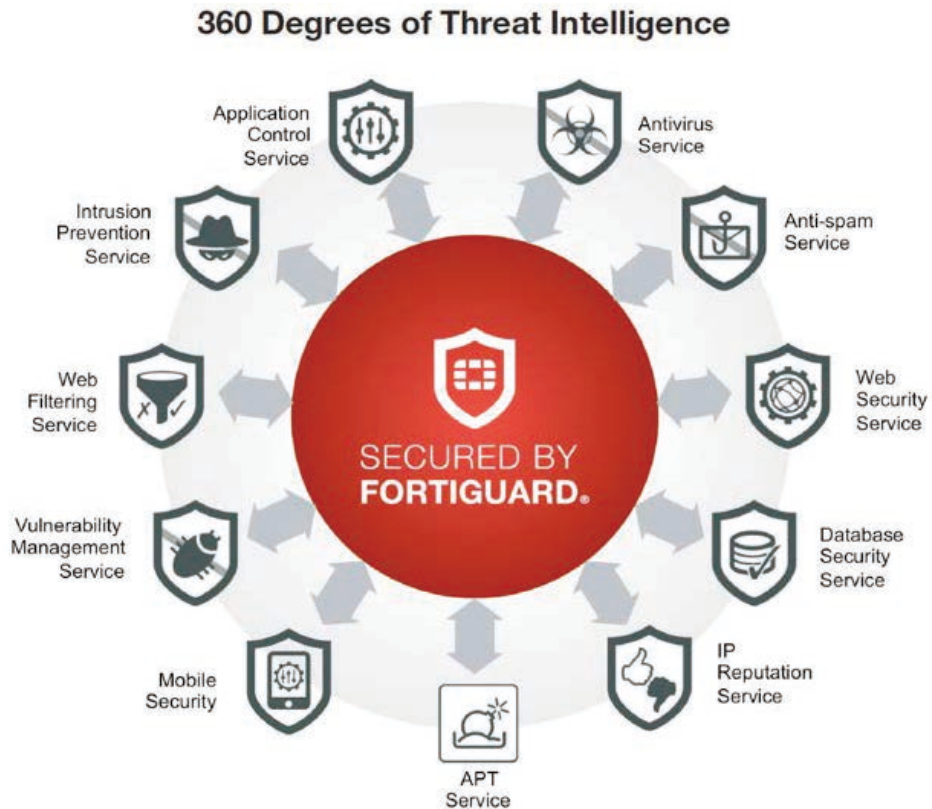 360 Degrees of Threat Intelligence
Application
Control
Service
Antivirus
Service
Intrusion
Prevention
Service
Anti-spam
Service
Web
Filtering
Service
SECURED BY
FORTIGUARD®
Web
Security
Service
Vulnerability
Management
Service
Database
Security
Service
Mobile
Security
APT
Service
IP
Reputation
Service